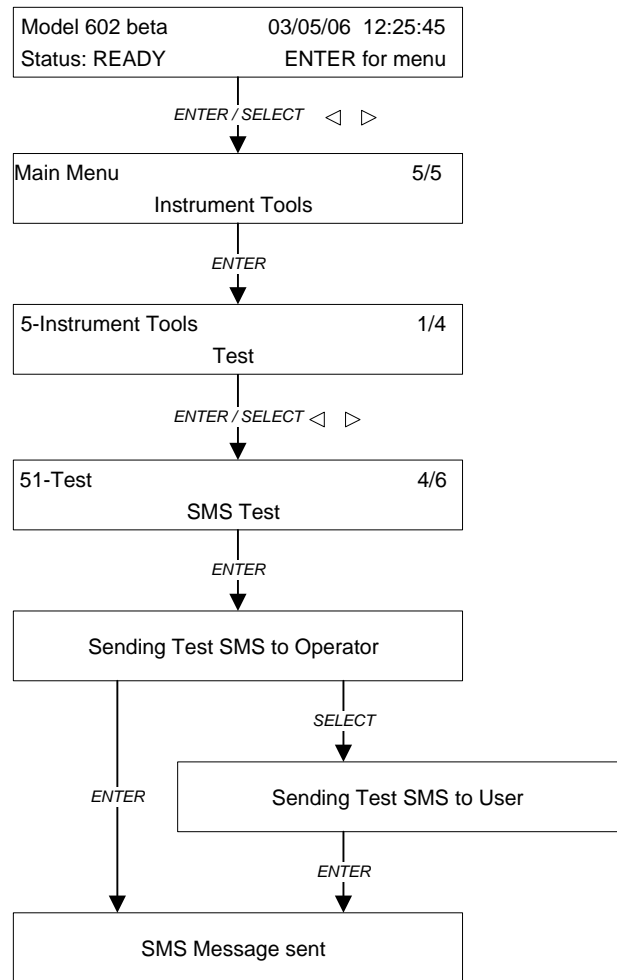 Model 602 beta 03/05/06 12:25:45
Status: READY ENTER for menu
ENTER / SELECT ◁ ▷
Main Menu 5/5
Instrument Tools
ENTER
5-Instrument Tools 1/4
Test
ENTER / SELECT ◁ ▷
51-Test 4/6
SMS Test
ENTER
Sending Test SMS to Operator
SELECT
ENTER
Sending Test SMS to User
ENTER
SMS Message sent